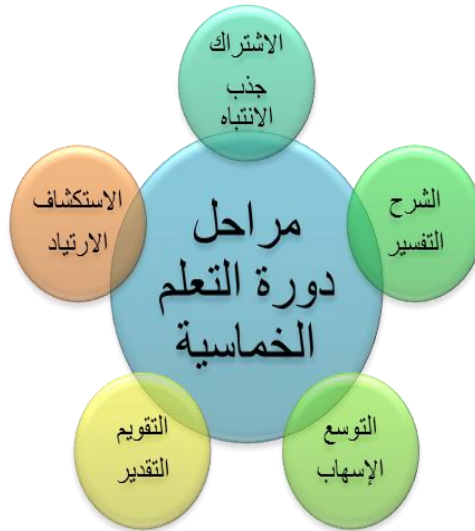 الاشتراك
جذب
الانتباه
الشرح
التفسير
التوسع
الإسهاب
التقويم
التقدير
الاستكشاف
الارتياد
مراحل
دورة التعلم
الخماسية